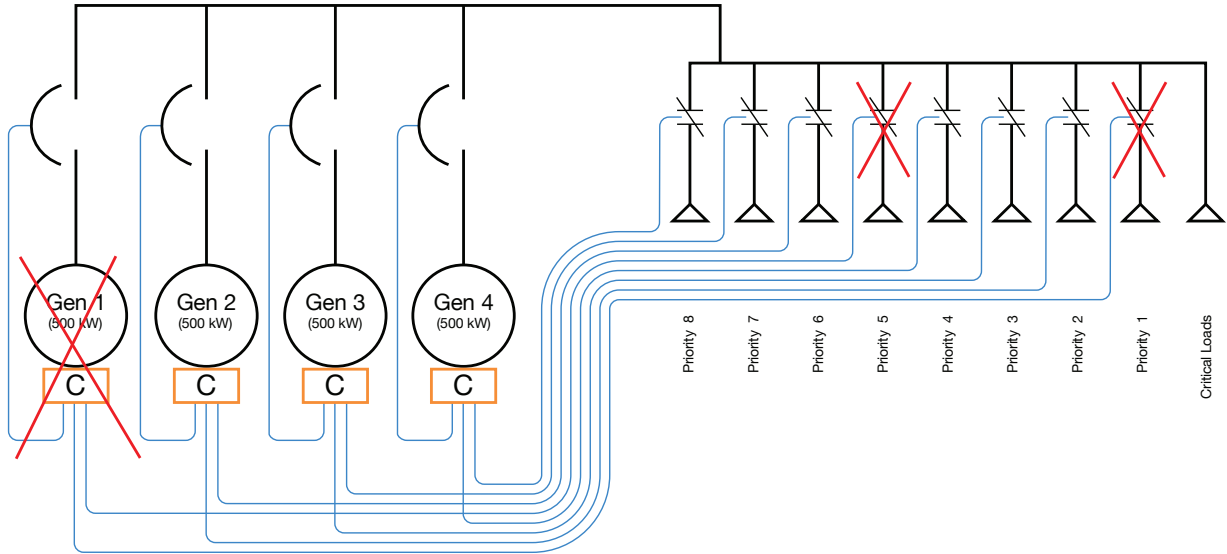 Gen 1
(500 kW)
C
Gen 2
(500 kW)
C
Gen 3
(500 kW)
C
Gen 4
(500 kW)
C
Priority 8
Priority 7
Priority 6
Priority 5
Priority 4
Priority 3
Priority 2
Priority 1
Critical Loads